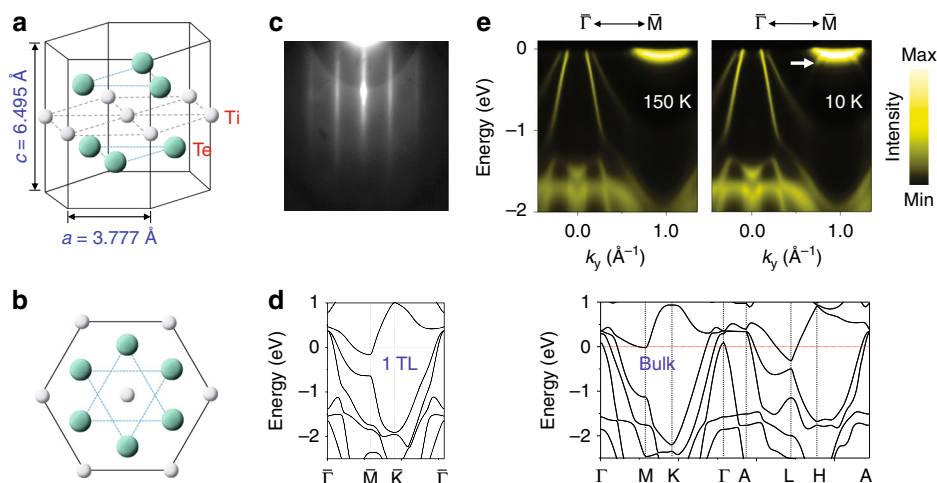 a
c = 6.495 Å
Ti
Te
a = 3.777 Å
b
c
d
Energy (eV)
1
0
−1
−2
1 TL
Γ̅
M̅
K̅
Γ̅
e
Γ̅
M̅
Γ̅
M̅
Energy (eV)
0
−1
−2
150 K
10 K
0.0
1.0
0.0
1.0
k_y (Å⁻¹)
k_y (Å⁻¹)
Max
Intensity
Min
Energy (eV)
1
0
−1
−2
Bulk
Γ
M
K
Γ
A
L
H
A